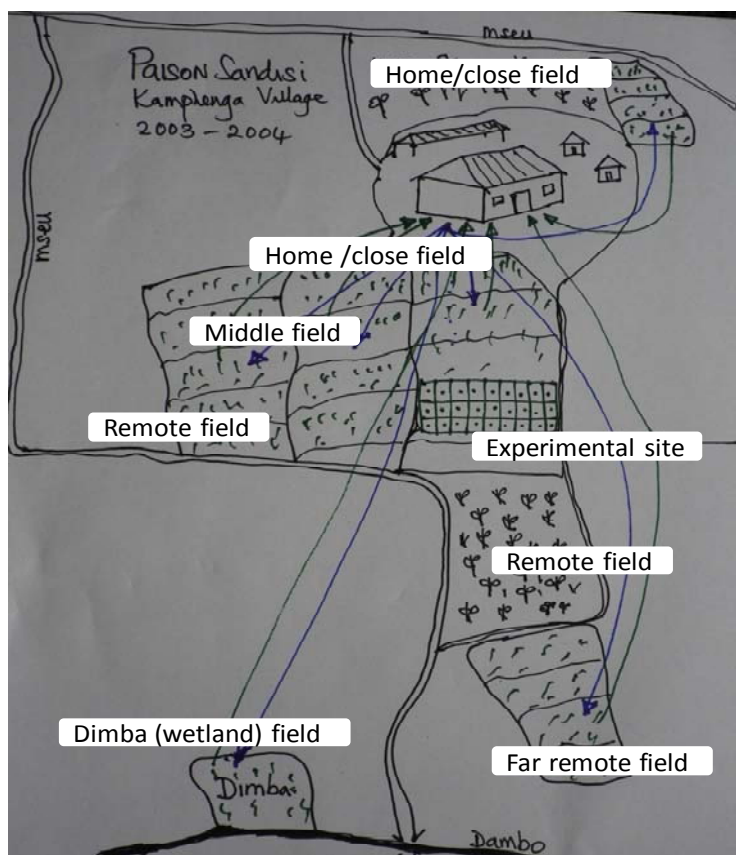 mseu
Home/close field
Paison Sandisi
Kamphenga Village
2003 - 2004
mseu
Home /close field
Middle field
Remote field
Experimental site
Remote field
Dimba (wetland) field
Far remote field
Dimba
Dambo